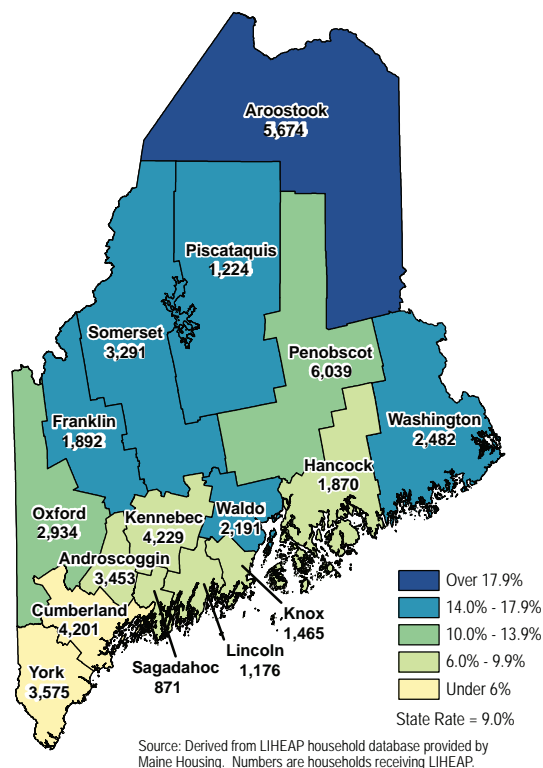 Aroostook
5,674
Piscataquis
1,224
Somerset
3,291
Penobscot
6,039
Franklin
1,892
Washington
2,482
Hancock
1,870
Oxford
2,934
Kennebec
4,229
Waldo
2,191
Androscoggin
3,453
Cumberland
4,201
Knox
1,465
Lincoln
1,176
Sagadahoc
871
York
3,575
Over 17.9%
14.0% - 17.9%
10.0% - 13.9%
6.0% - 9.9%
Under 6%
State Rate = 9.0%
Source: Derived from LIHEAP household database provided by
Maine Housing. Numbers are households receiving LIHEAP.